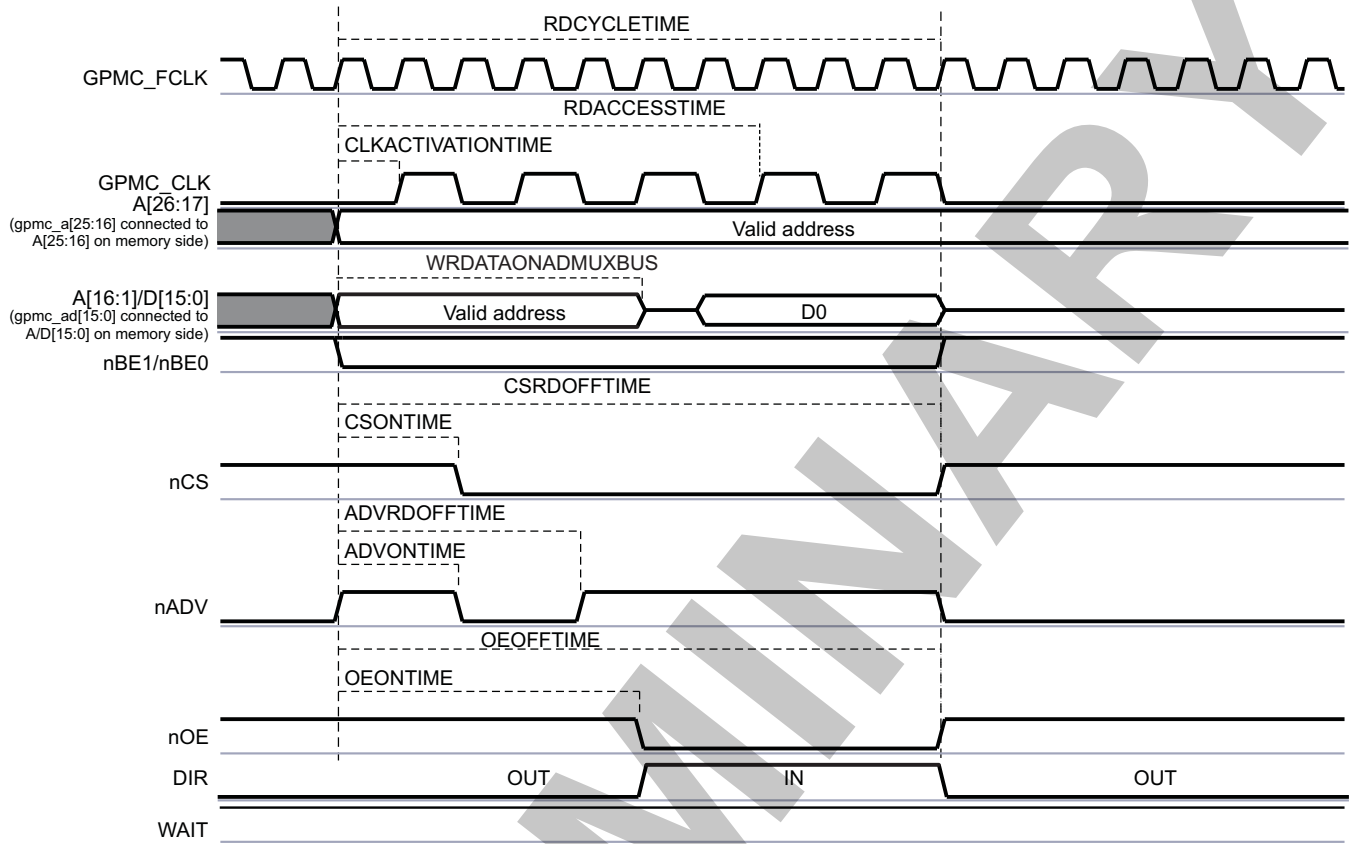 RDCYCLETIME
GPMC_FCLK
RDACCESSTIME
CLKACTIVATIONTIME
GPMC_CLK
A[26:17]
(gpmc_a[25:16] connected to
A[25:16] on memory side)
Valid address
WRDATAONADMUXBUS
A[16:1]/D[15:0]
(gpmc_ad[15:0] connected to
A/D[15:0] on memory side)
Valid address
D0
nBE1/nBE0
CSRDOFFTIME
CSONTIME
nCS
ADVRDOFFTIME
ADVONTIME
nADV
OEOFFTIME
OEONTIME
nOE
DIR
OUT
IN
OUT
WAIT
MINARY